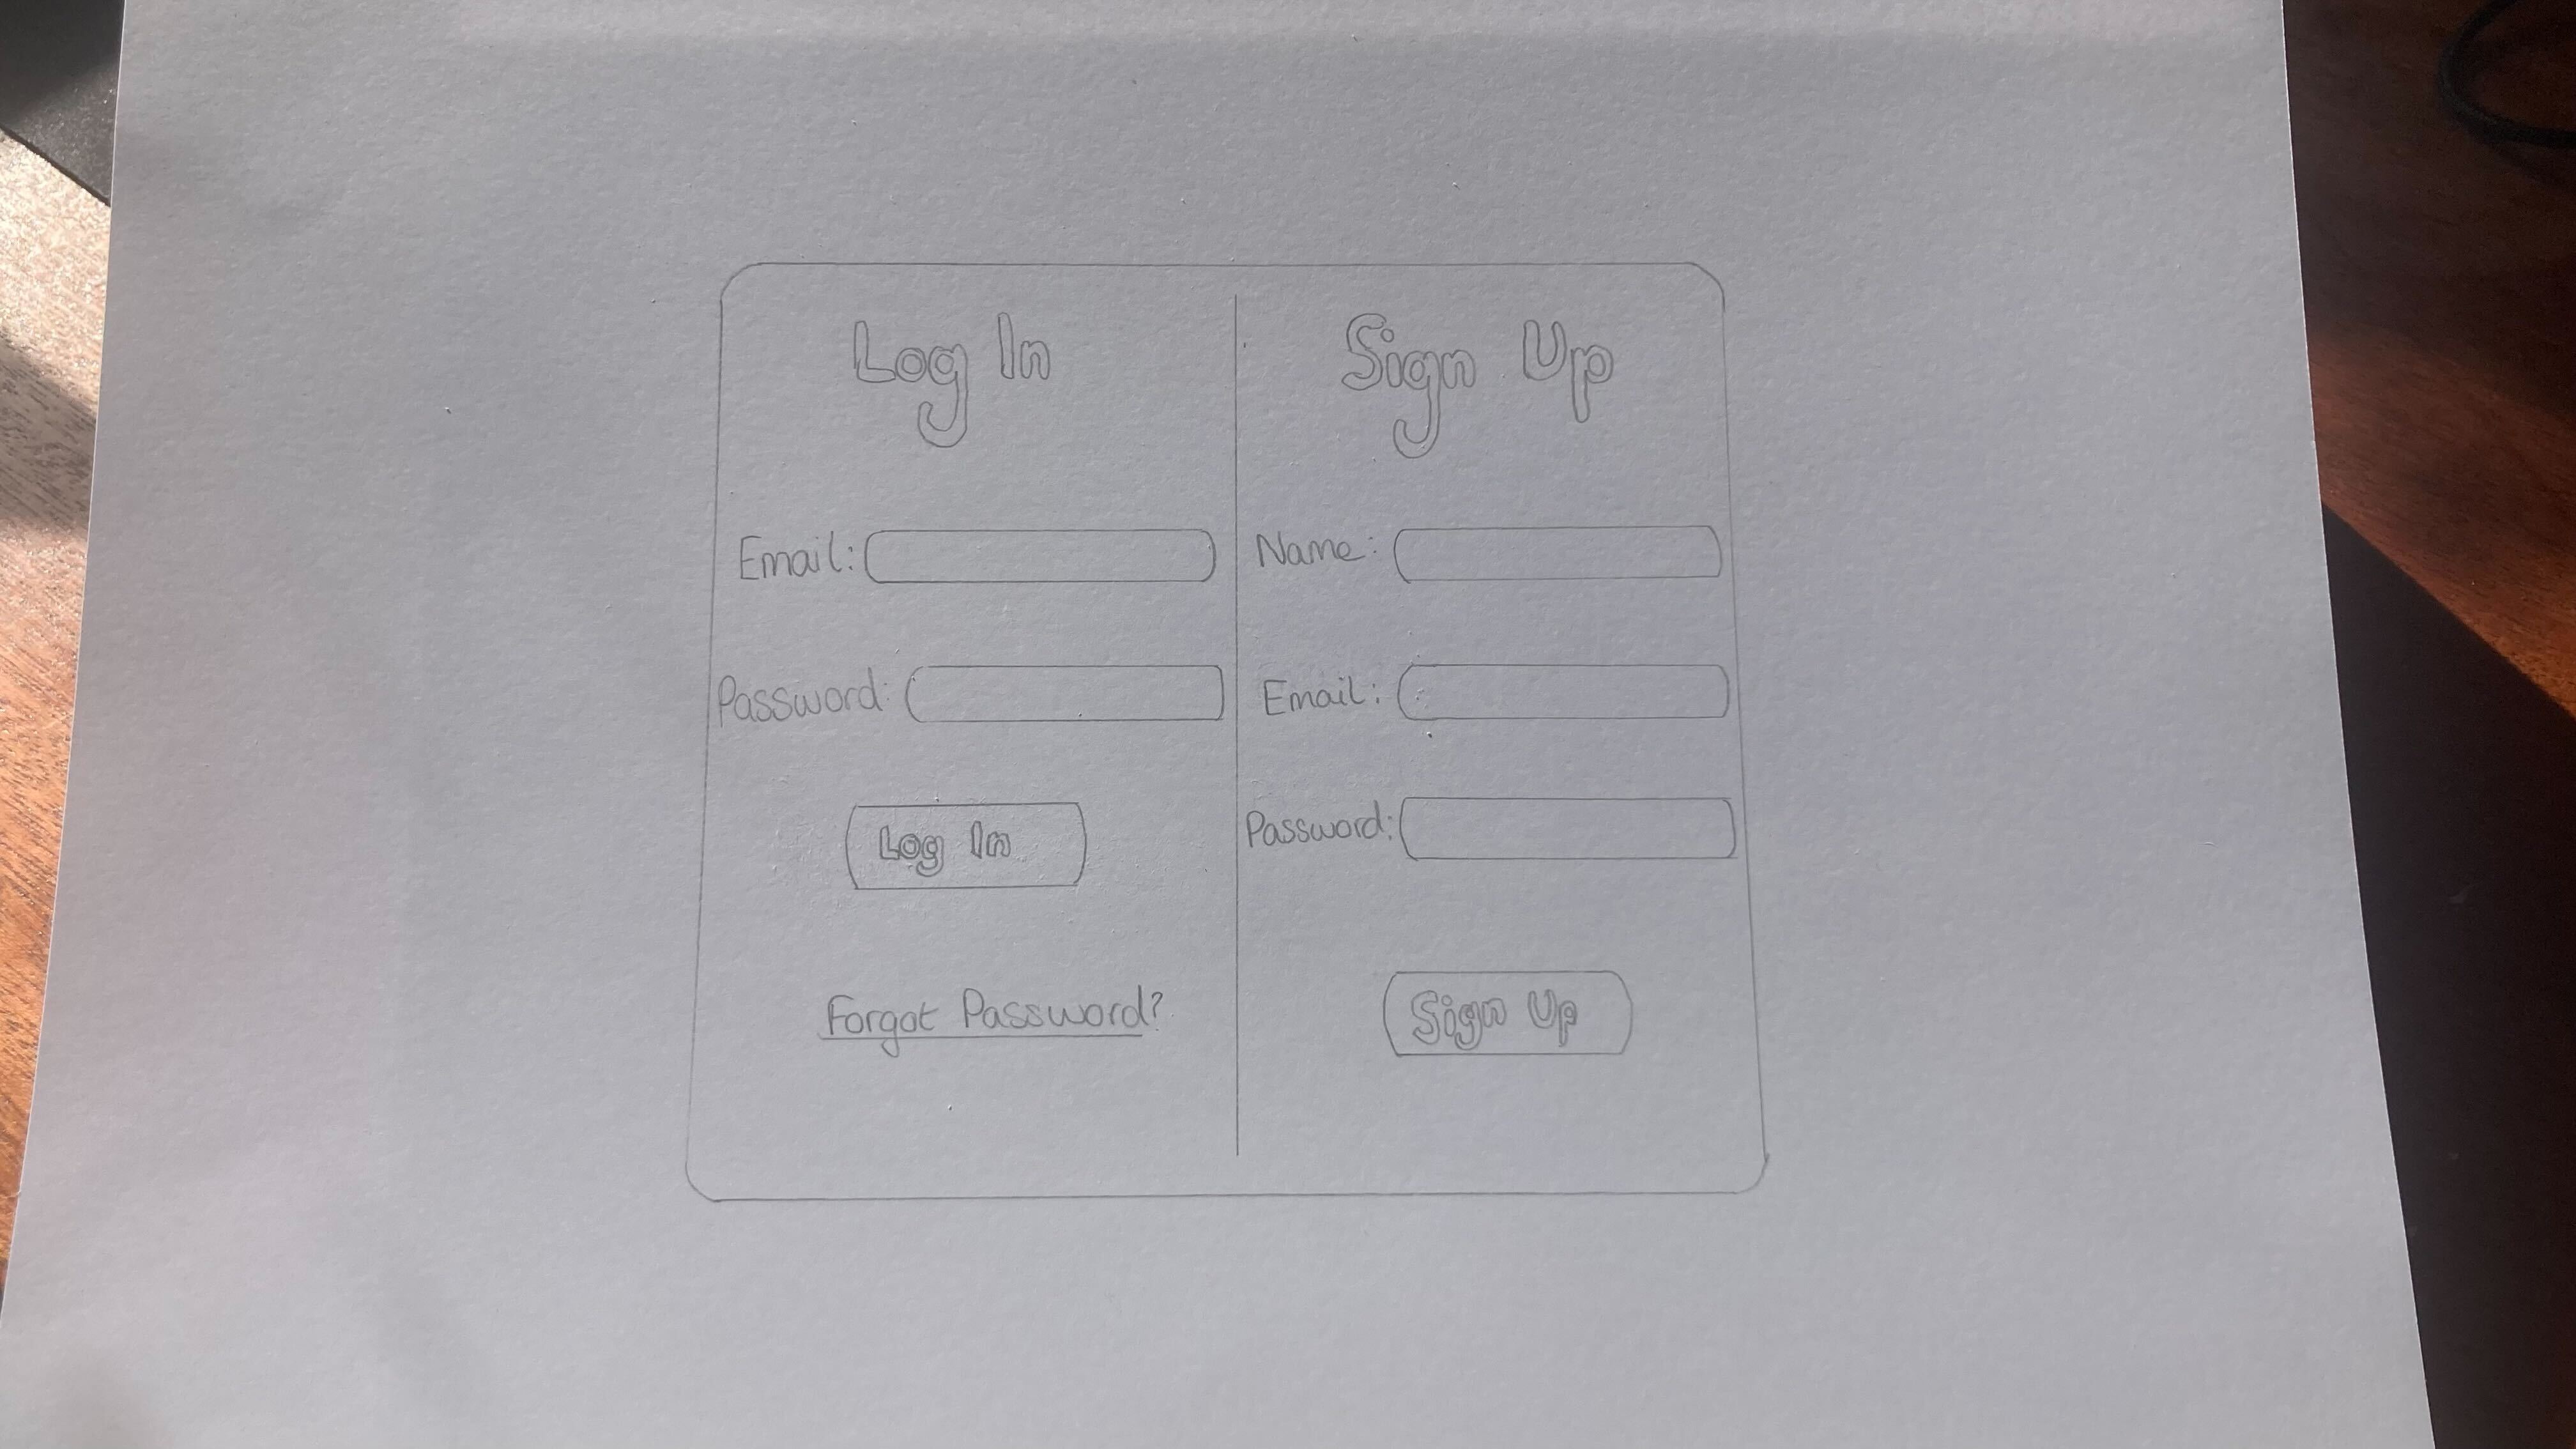 Log In
Email:
Password:
Log In
Forgot Password?
Sign Up
Name:
Email:
Password:
Sign Up